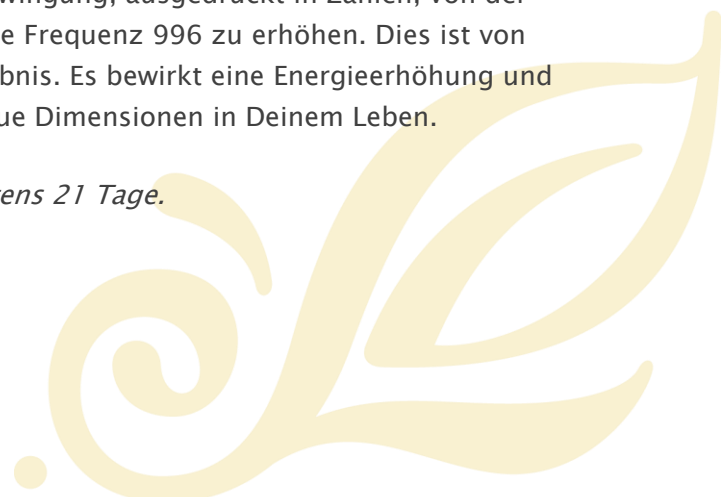 wingung, ausgedrückt in Zahlen, von der
e Frequenz 996 zu erhöhen. Dies ist von
bnis. Es bewirkt eine Energieerhöhung und
ue Dimensionen in Deinem Leben.
tens 21 Tage.